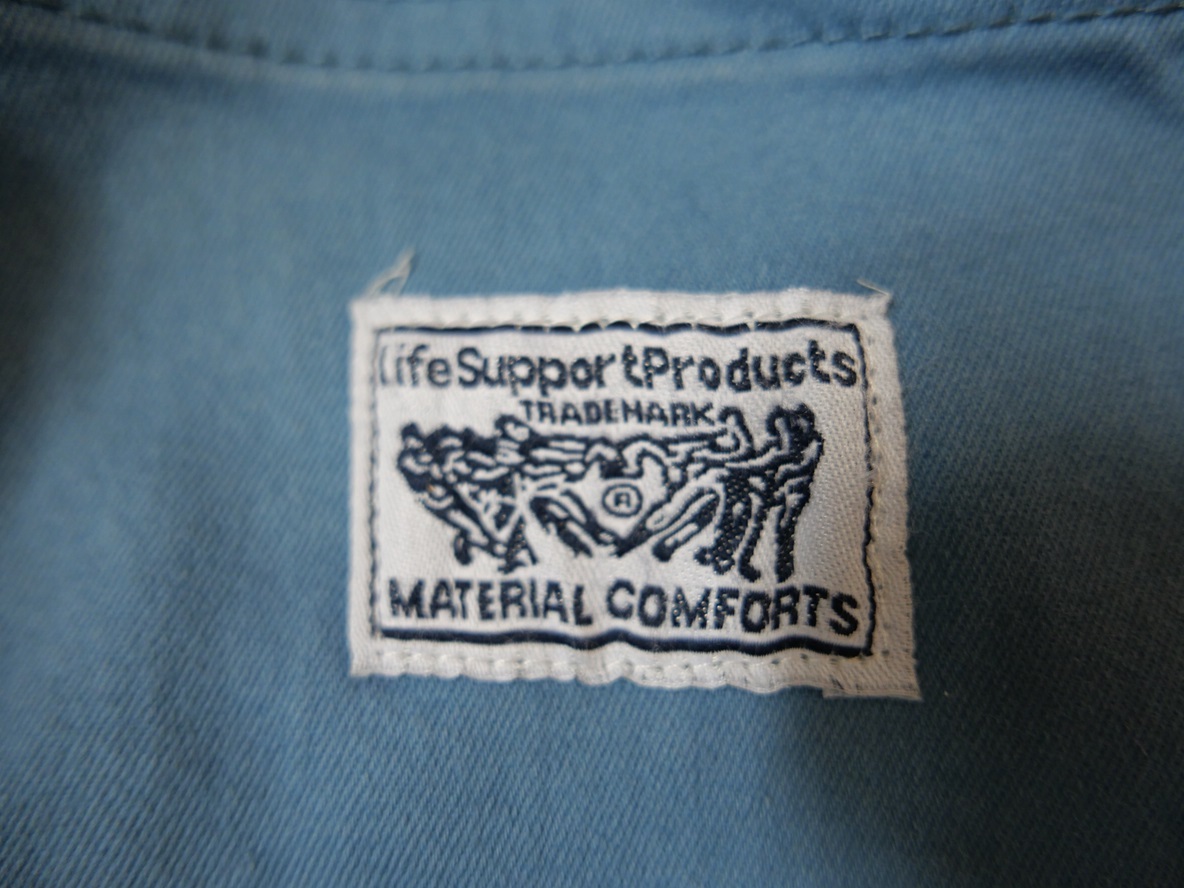 LifeSupportProducts
TRADEMARK
®
MATERIAL COMFORTS